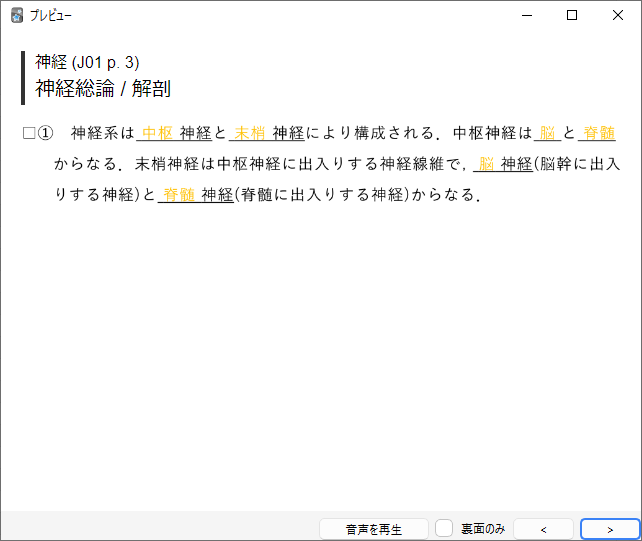 プレビュー
神経 (J01 p. 3)
神経総論 / 解剖
□① 神経系は 中枢 神経と 末梢 神経により構成される．中枢神経は 脳 と 脊髄
からなる．末梢神経は中枢神経に出入りする神経線維で, 脳 神経(脳幹に出入
りする神経)と 脊髄 神経(脊髄に出入りする神経)からなる．
音声を再生 裏面のみ < >